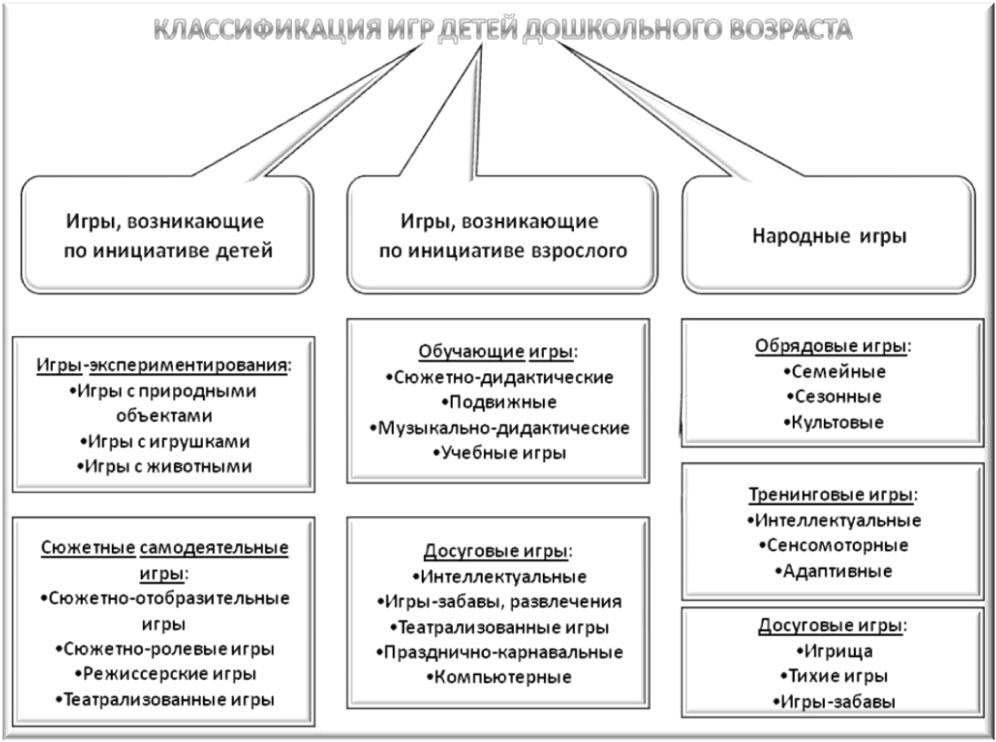 КЛАССИФИКАЦИЯ ИГР ДЕТЕЙ ДОШКОЛЬНОГО ВОЗРАСТА
Игры, возникающие
по инициативе детей
Игры, возникающие
по инициативе взрослого
Народные игры
Игры-экспериментирования:
•Игры с природными
объектами
•Игры с игрушками
•Игры с животными
Сюжетные самодеятельные
игры:
•Сюжетно-отобразительные
игры
•Сюжетно-ролевые игры
•Режиссерские игры
•Театрализованные игры
Обучающие игры:
•Сюжетно-дидактические
•Подвижные
•Музыкально-дидактические
•Учебные игры
Досуговые игры:
•Интеллектуальные
•Игры-забавы, развлечения
•Театрализованные игры
•Празднично-карнавальные
•Компьютерные
Обрядовые игры:
•Семейные
•Сезонные
•Культовые
Тренинговые игры:
•Интеллектуальные
•Сенсомоторные
•Адаптивные
Досуговые игры:
•Игрища
•Тихие игры
•Игры-забавы